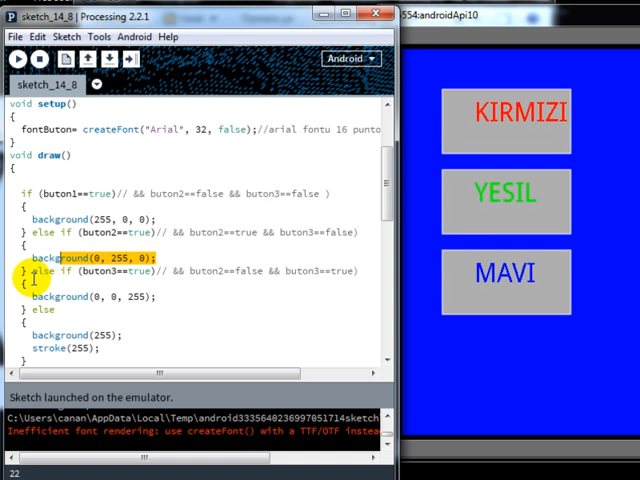 sketch_14_8 | Processing 2.2.1
5554:androidApi10
File Edit Sketch Tools Android Help
Android
sketch_14_8
void setup()
{
fontButon= createFont("Arial", 32, false);//arial fontu 16 punto
}
void draw()
{
if (buton1==true)// && buton2==false && buton3==false )
{
background(255, 0, 0);
} else if (buton2==true)// && buton2==true && buton3==false)
{
background(0, 255, 0);
} else if (buton3==true)// && buton2==false && buton3==true)
{
background(0, 0, 255);
} else
{
background(255);
stroke(255);
}
Sketch launched on the emulator.
C:\Users\canan\AppData\Local\Temp\android3335640236997051714sketch
Inefficient font rendering: use createFont() with a TTF/OTF instead
22
KIRMIZI
YESIL
MAVI